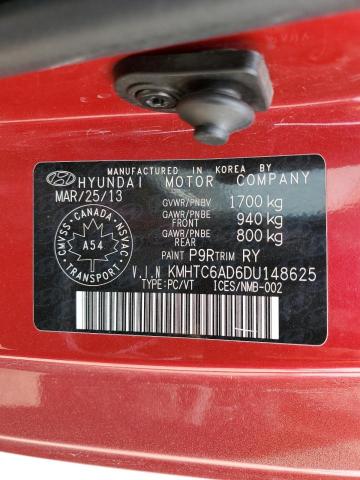 MANUFACTURED IN KOREA BY
HYUNDAI MOTOR COMPANY
MAR/25/13
GVWR/PNBV 1700 kg
GAWR/PNBE FRONT 940 kg
GAWR/PNBE REAR 800 kg
CMVSS - CANADA - NSVAC
A54
TRANSPORT
PAINT P9R TRIM RY
V.I.N KMHTC6AD6DU148625
TYPE:PC/VT ICES/NMB-002